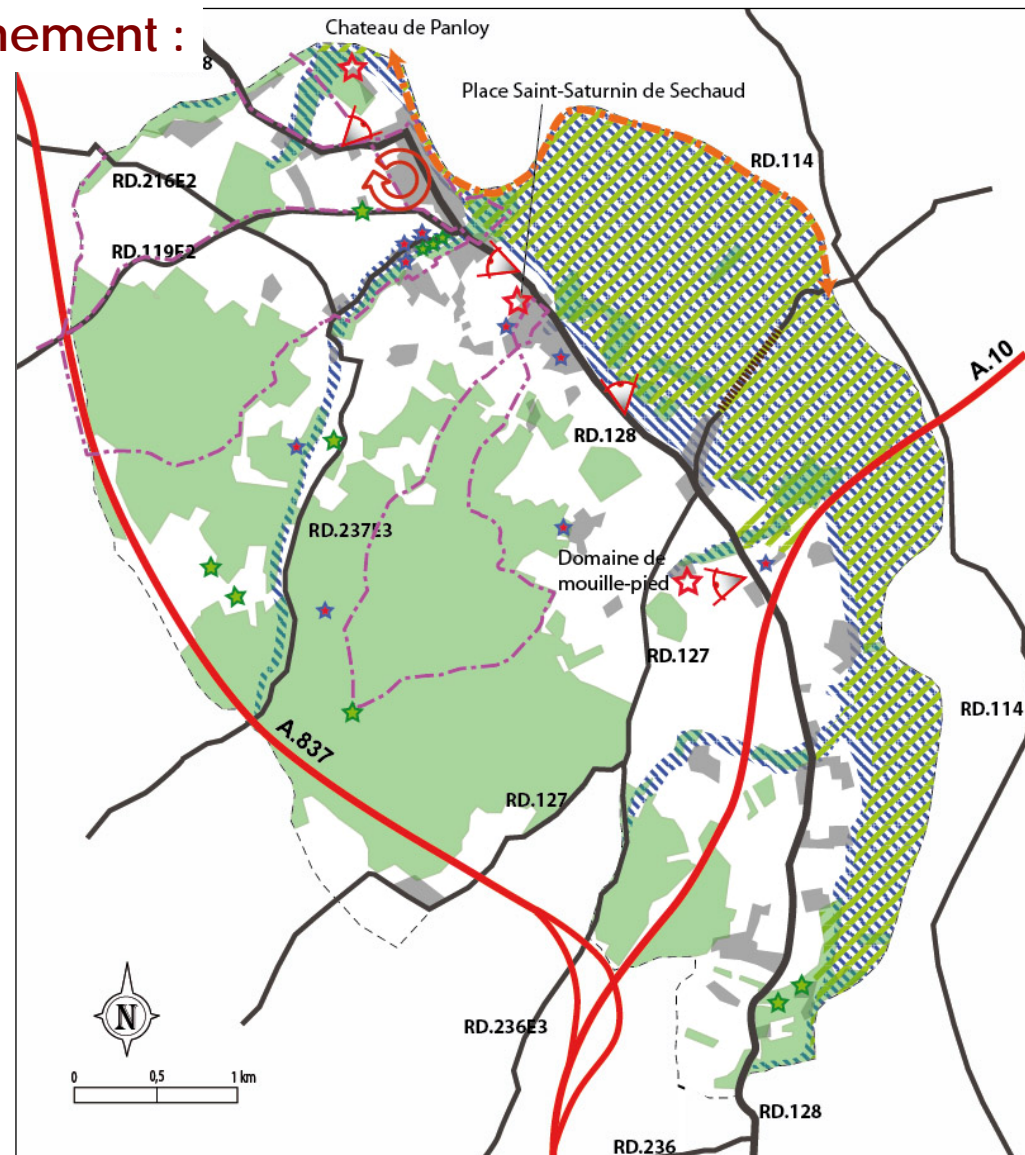 nement :
Chateau de Panloy
8
Place Saint-Saturnin de Sechaud
RD.114
RD.216E2
RD.119E2
A.10
RD.128
RD.237E3
Domaine de
mouille-pied
RD.127
RD.114
A.837
RD.127
N
RD.236E3
0 0,5 1 km
RD.128
RD.236